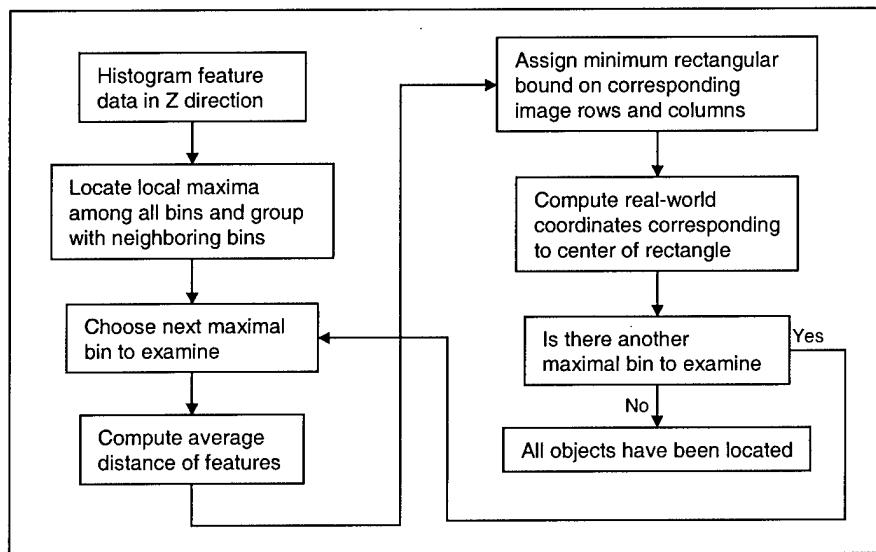 Histogram feature
data in Z direction
Locate local maxima
among all bins and group
with neighboring bins
Choose next maximal
bin to examine
Compute average
distance of features
Assign minimum rectangular
bound on corresponding
image rows and columns
Compute real-world
coordinates corresponding
to center of rectangle
Is there another
maximal bin to examine
Yes
No
All objects have been located